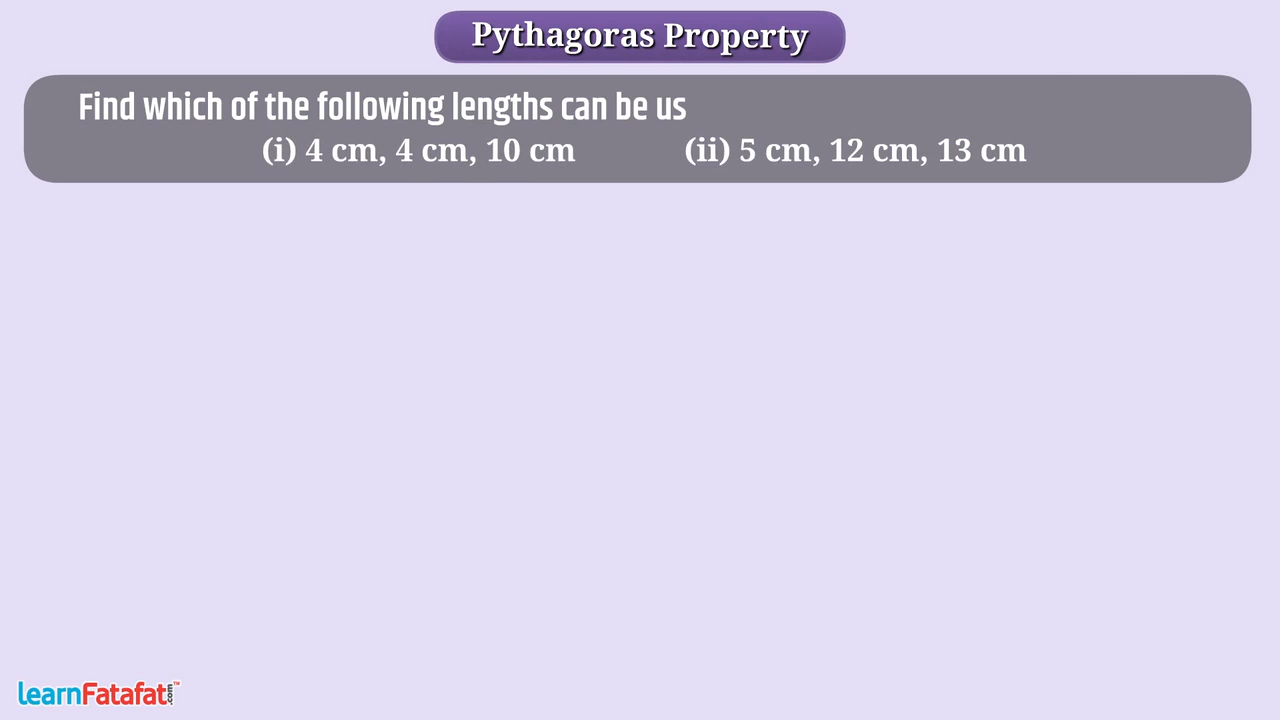 Pythagoras Property
Find which of the following lengths can be us
(i) 4 cm, 4 cm, 10 cm (ii) 5 cm, 12 cm, 13 cm
learnFatafat.com™